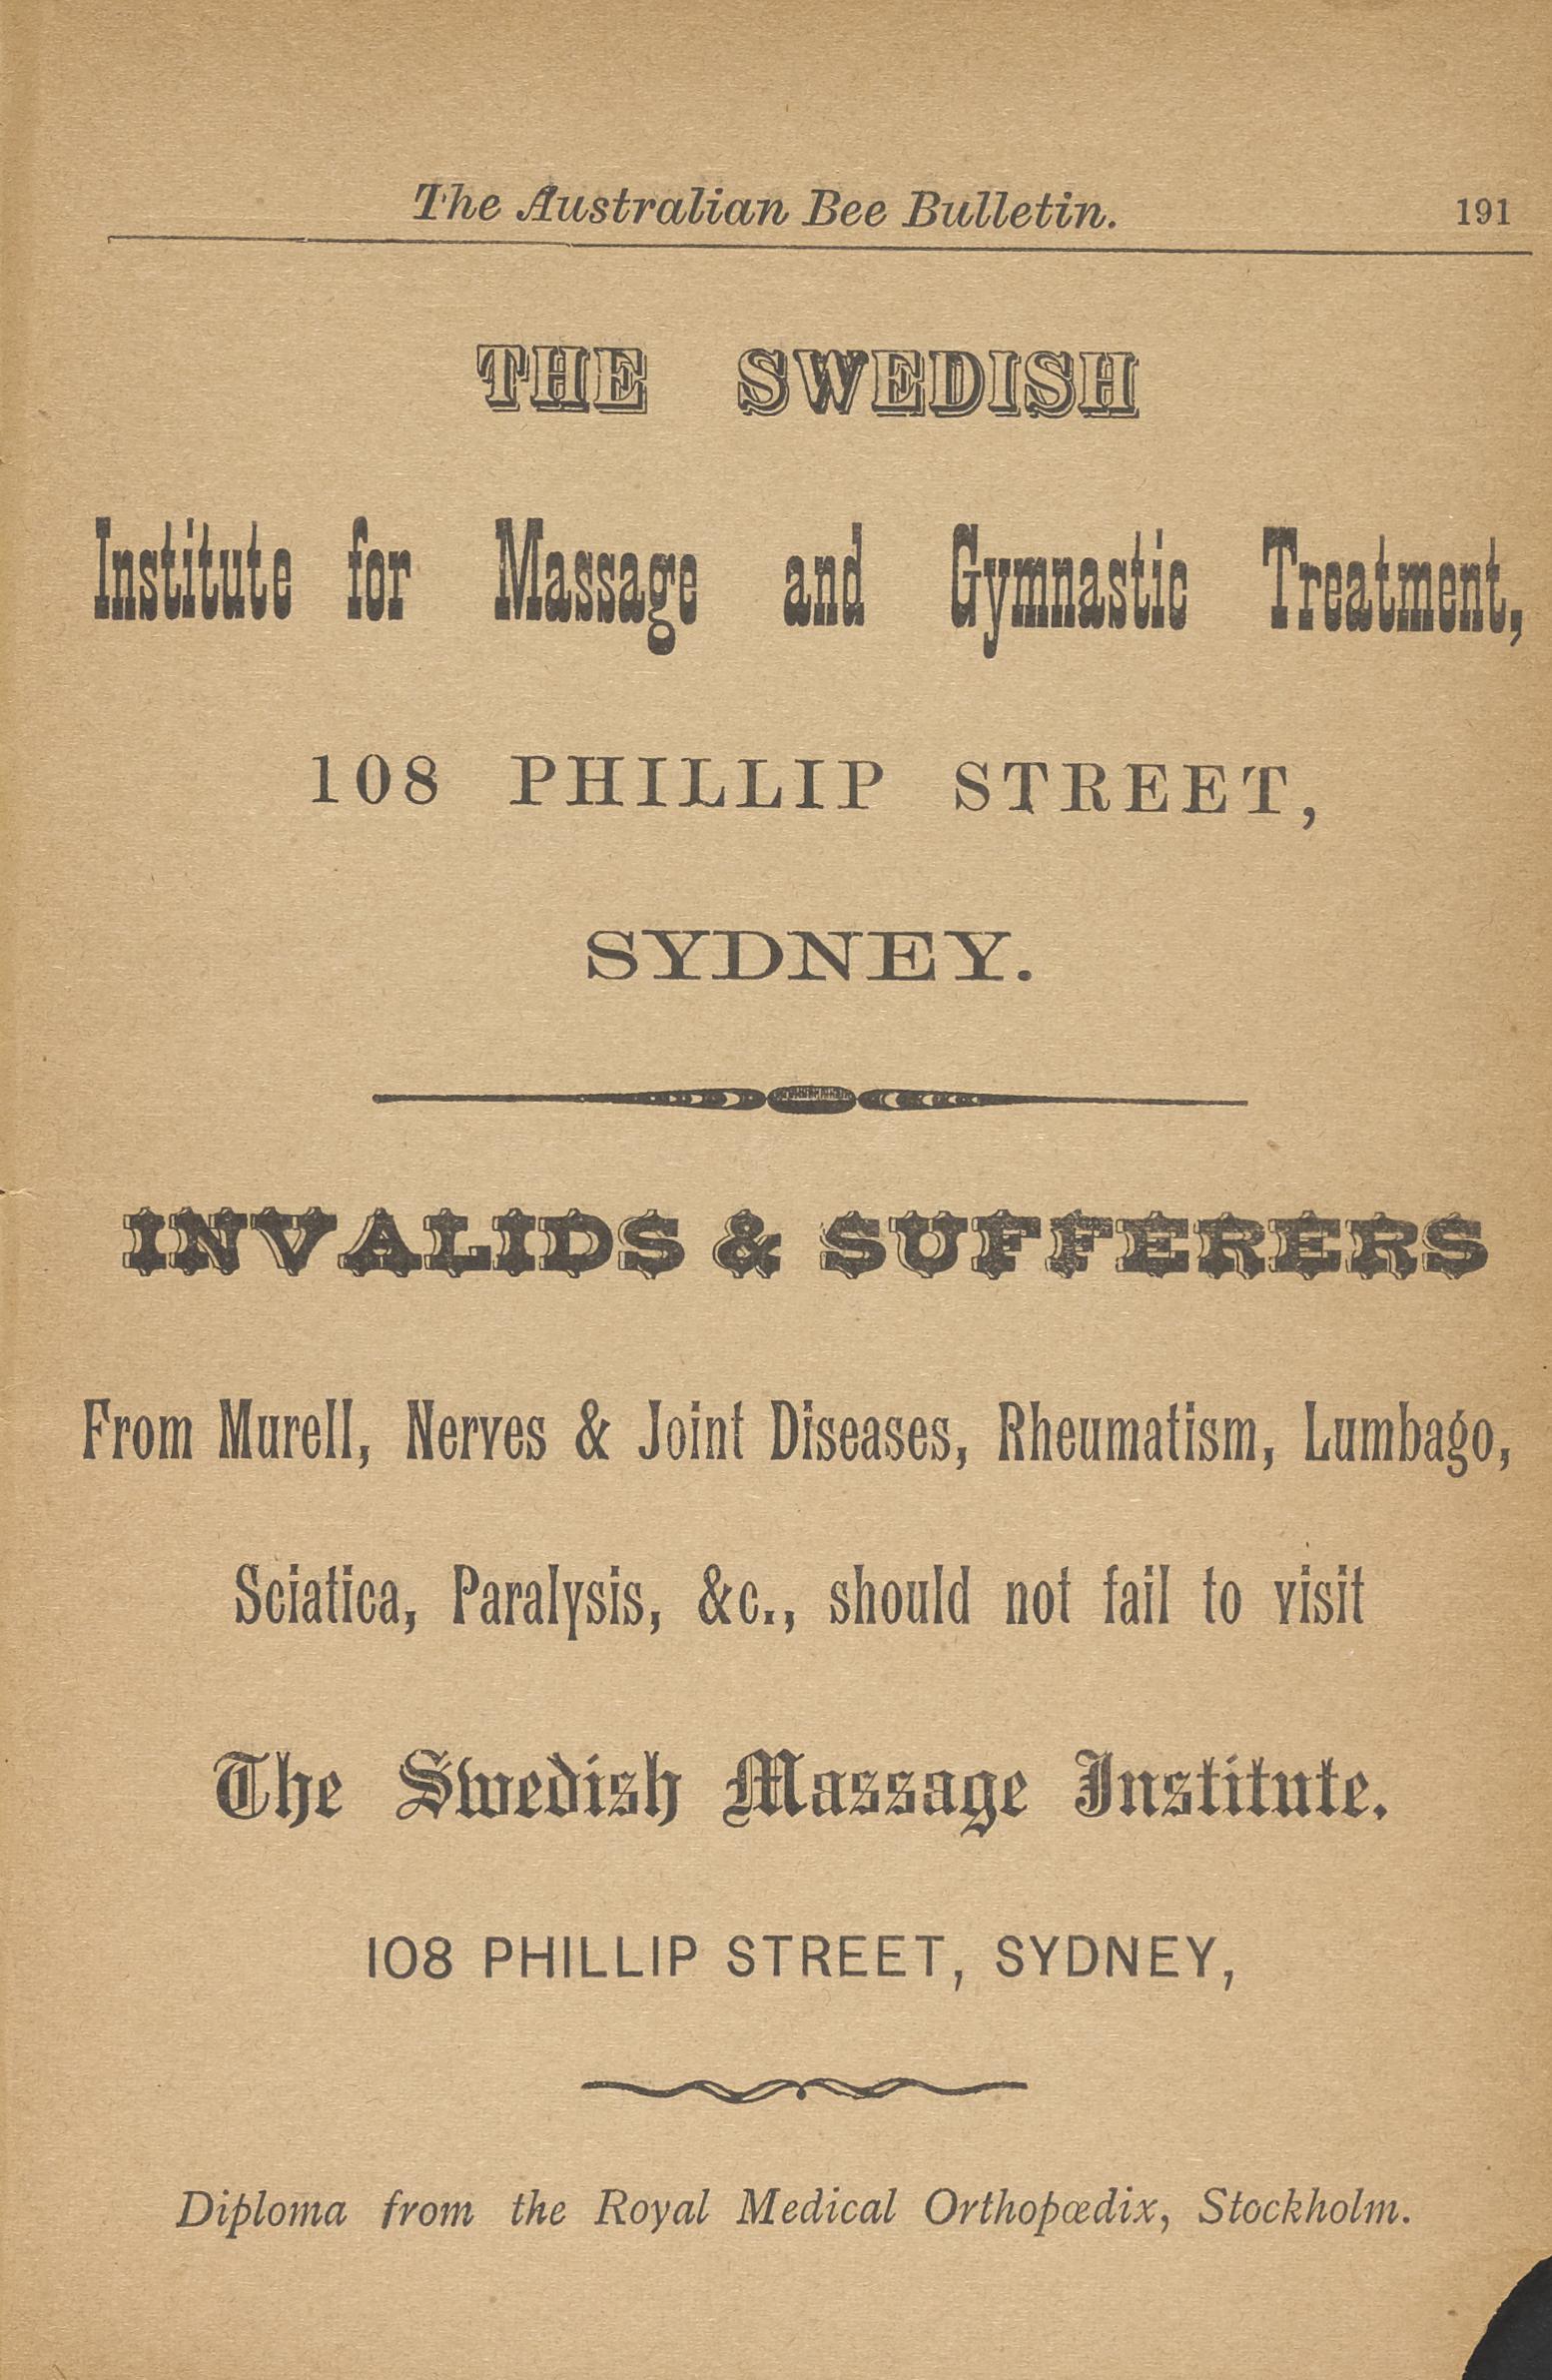 The Australian Bee Bulletin. 191
THE SWEDISH
Institute for Massage and Gymnastic Treatment,
108 PHILLIP STREET,
SYDNEY.
INVALIDS & SUFFERERS
From Murell, Nerves & Joint Diseases, Rheumatism, Lumbago,
Sciatica, Paralysis, &c., should not fail to visit
The Swedish Massage Institute.
108 PHILLIP STREET, SYDNEY,
Diploma from the Royal Medical Orthopœdix, Stockholm.